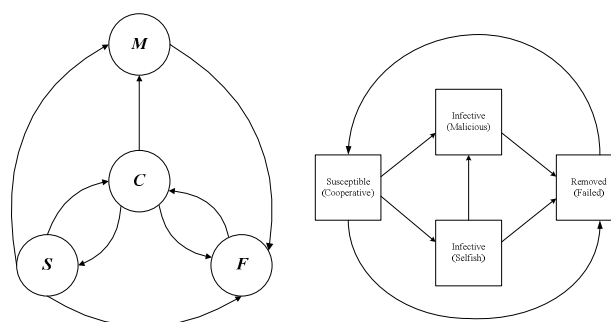 M
C
S
F
Infective
(Malicious)
Susceptible
(Cooperative)
Removed
(Failed)
Infective
(Selfish)